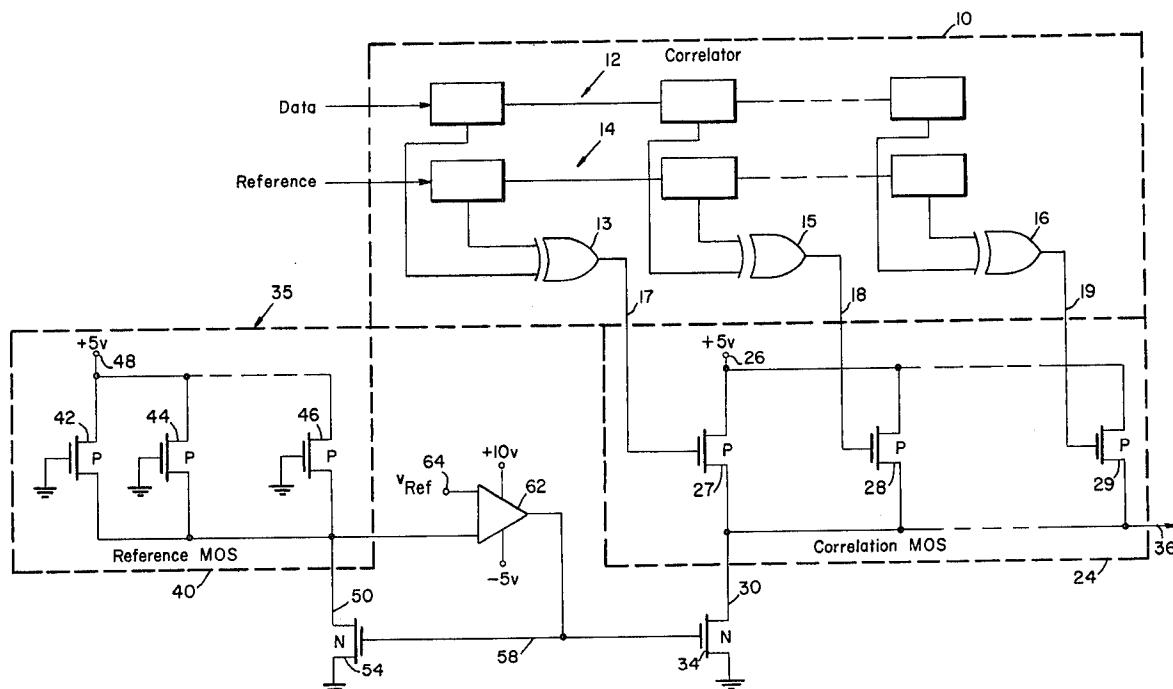 10
Correlator
12
Data
14
Reference
13
15
16
17
18
19
35
+5v
48
42
P
44
P
46
P
+10v
64
vRef
62
-5v
Reference MOS
40
+5v
26
P
27
P
28
P
29
36
Correlation MOS
24
50
N
54
58
30
N
34